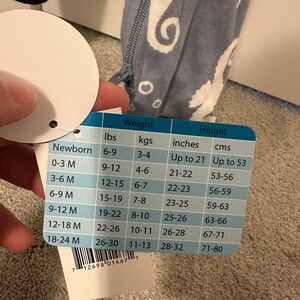 Weight Height
lbs kgs inches cms
Newborn 6-9 3-4 Up to 21 Up to 53
0-3 M 9-12 4-6 21-22 53-56
3-6 M 12-15 6-7 22-23 56-59
6-9 M 15-19 7-8 23-25 59-63
9-12 M 19-22 8-10 25-26 63-66
12-18 M 22-26 10-11 26-28 67-71
18-24 M 26-30 11-13 28-32 71-80